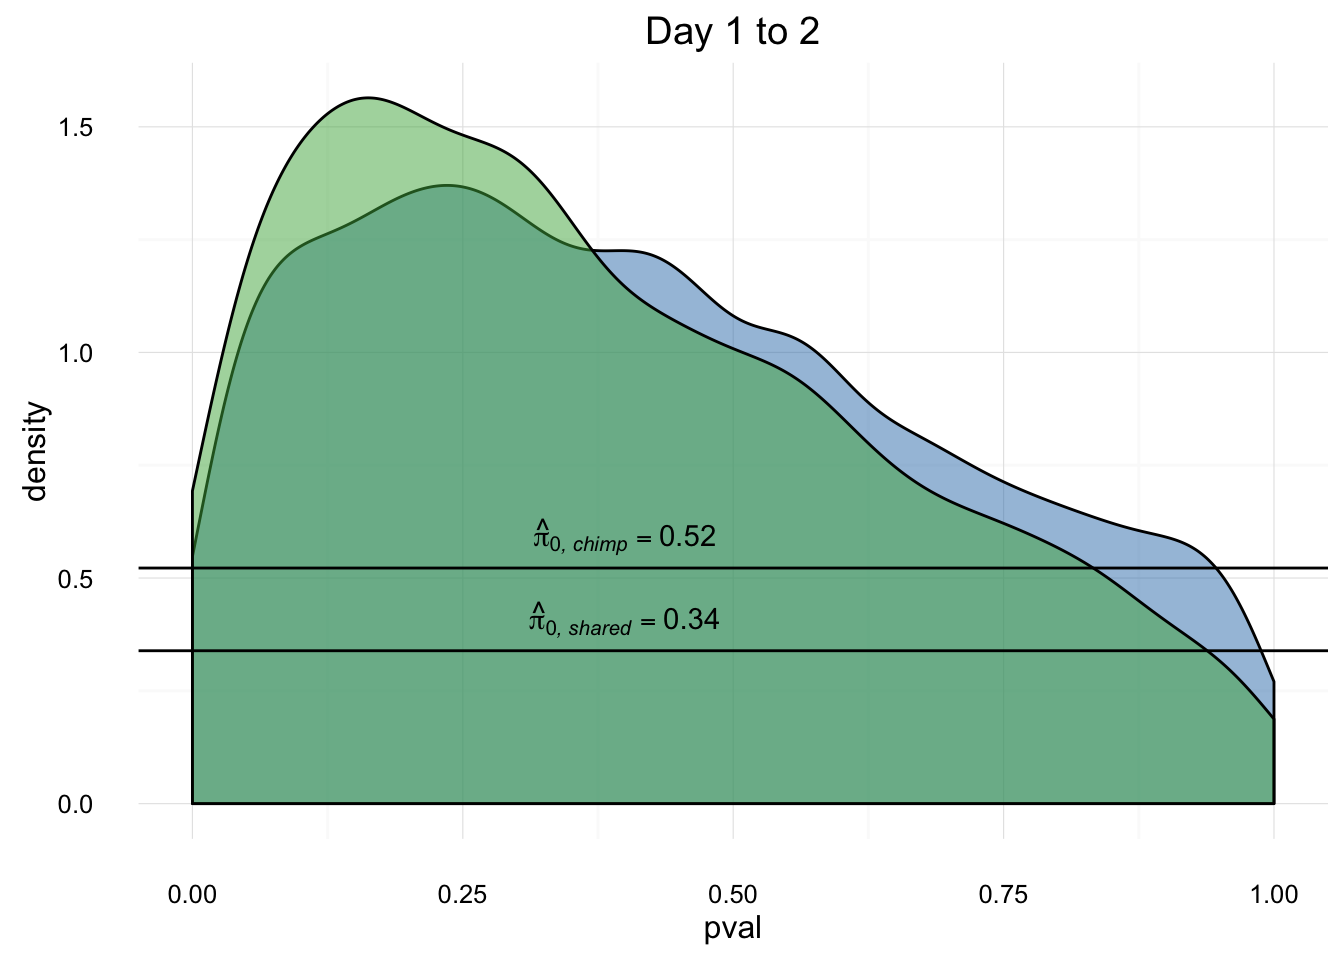 Day 1 to 2
density
1.5
1.0
0.5
0.0
π̂0, chimp = 0.52
π̂0, shared = 0.34
0.00 0.25 0.50 0.75 1.00
pval